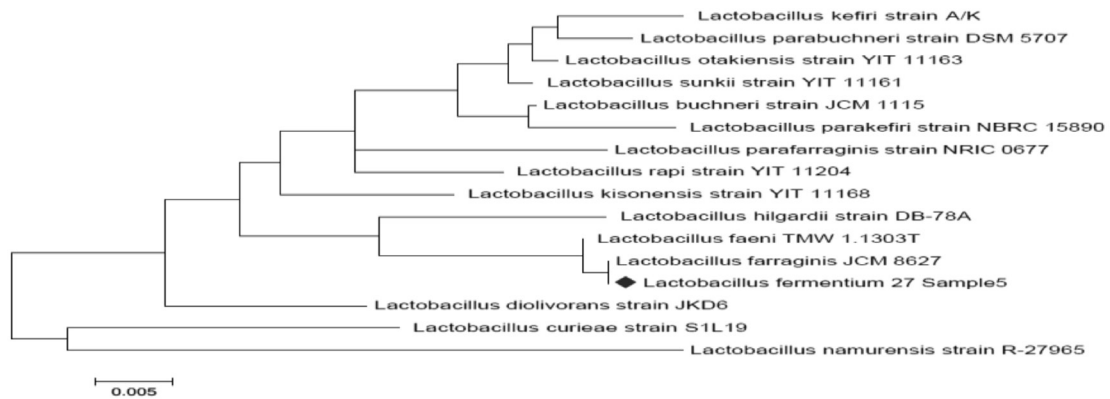 Lactobacillus kefiri strain A/K
Lactobacillus parabuchneri strain DSM 5707
Lactobacillus otakiensis strain YIT 11163
Lactobacillus sunkii strain YIT 11161
Lactobacillus buchneri strain JCM 1115
Lactobacillus parakefiri strain NBRC 15890
Lactobacillus parafarraginis strain NRIC 0677
Lactobacillus rapi strain YIT 11204
Lactobacillus kisonensis strain YIT 11168
Lactobacillus hilgardii strain DB-78A
Lactobacillus faeni TMW 1.1303T
Lactobacillus farraginis JCM 8627
Lactobacillus fermentium 27 Sample5
Lactobacillus diolivorans strain JKD6
Lactobacillus curieae strain S1L19
Lactobacillus namurensis strain R-27965
0.005